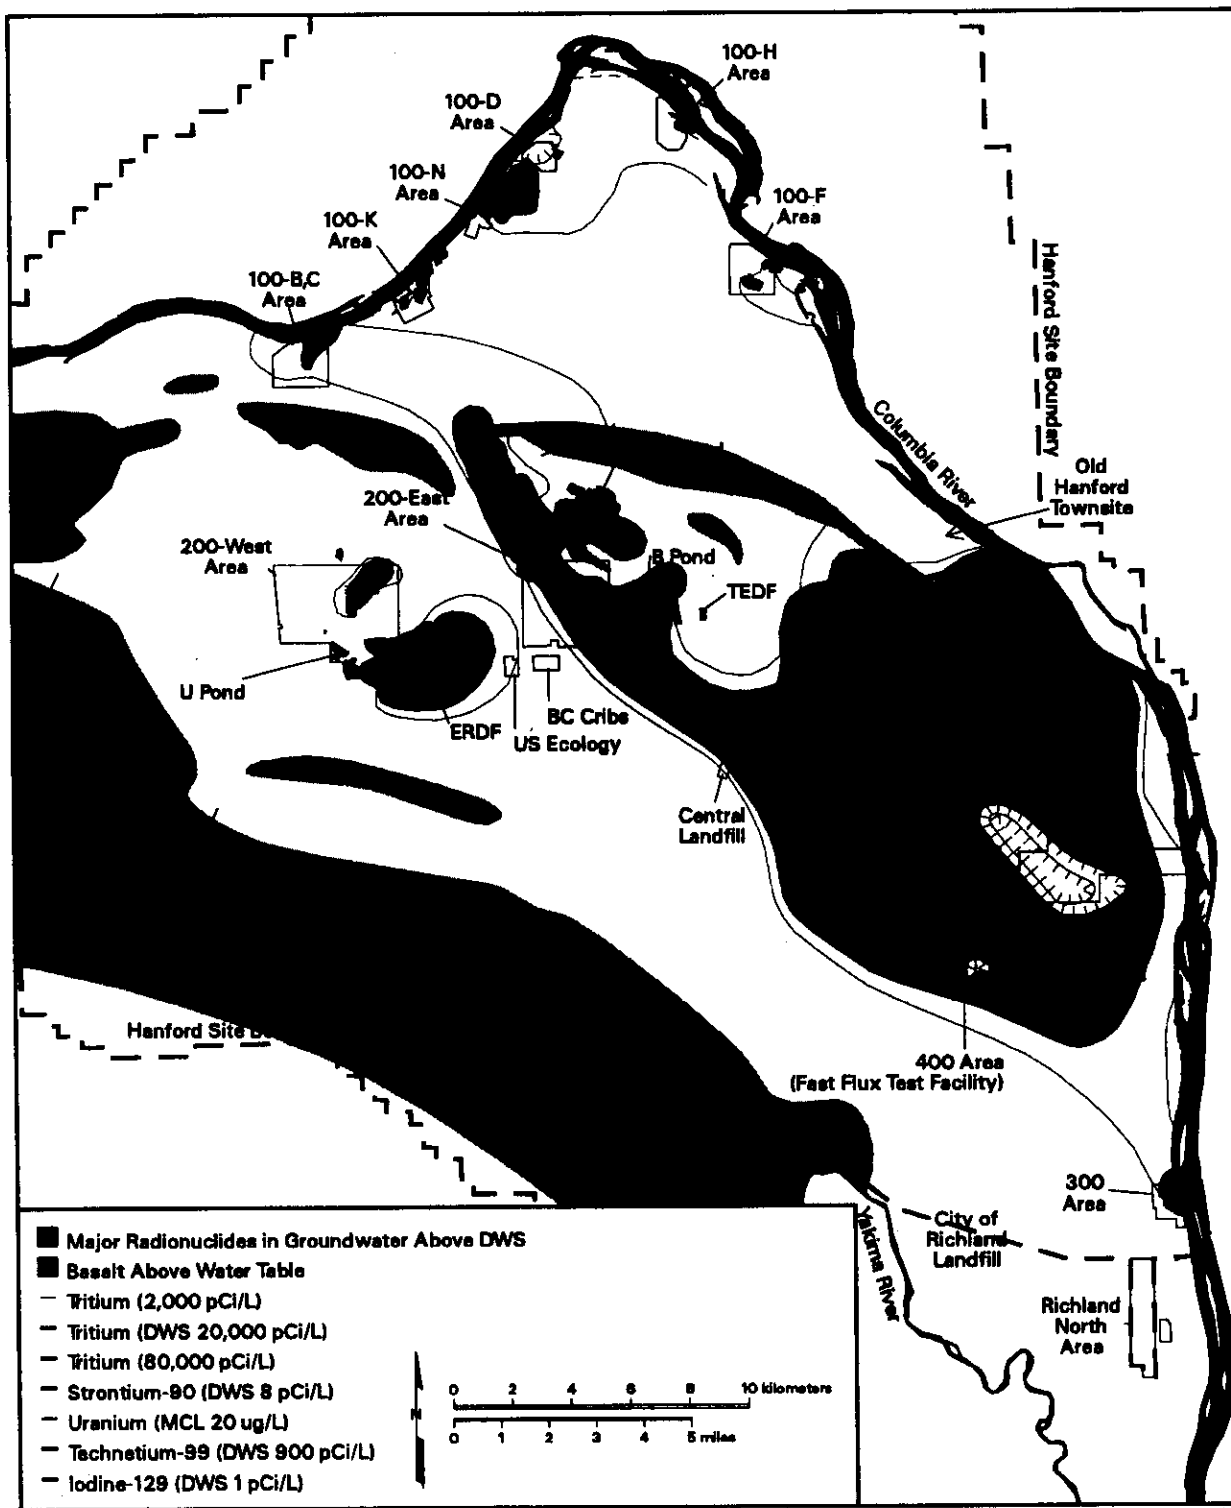 100-H
Area
100-D
Area
100-N
Area
100-F
Area
100-K
Area
100-B,C
Area
Hanford Site Boundary
Columbia River
Old
Hanford
Townsite
200-East
Area
200-West
Area
B Pond
TEDF
U Pond
BC Cribs
ERDF
US Ecology
Central
Landfill
Hanford Site
400 Area
(Fast Flux Test Facility)
300
Area
City of
Richland
Landfill
Yakima River
Richland
North
Area
Major Radionuclides in Groundwater Above DWS
Basalt Above Water Table
Tritium (2,000 pCi/L)
Tritium (DWS 20,000 pCi/L)
Tritium (80,000 pCi/L)
Strontium-90 (DWS 8 pCi/L)
Uranium (MCL 20 ug/L)
Technetium-99 (DWS 900 pCi/L)
Iodine-129 (DWS 1 pCi/L)
N
0 2 4 6 8 10 kilometers
0 1 2 3 4 5 miles